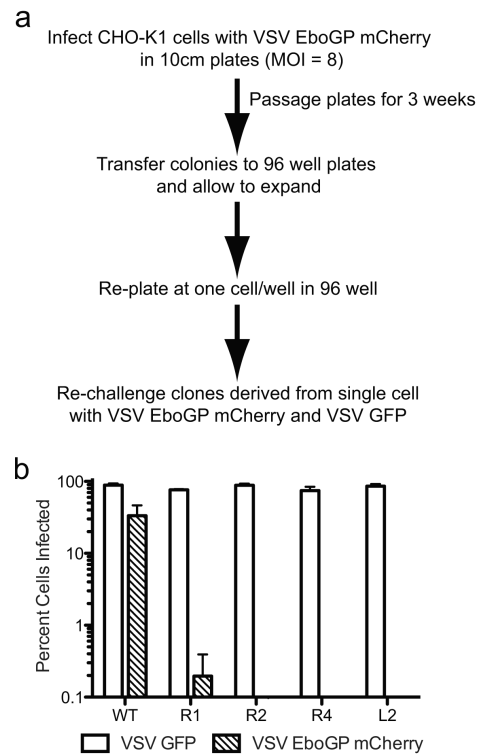 a
Infect CHO-K1 cells with VSV EboGP mCherry
in 10cm plates (MOI = 8)
Passage plates for 3 weeks
Transfer colonies to 96 well plates
and allow to expand
Re-plate at one cell/well in 96 well
Re-challenge clones derived from single cell
with VSV EboGP mCherry and VSV GFP
b
Percent Cells Infected
100
10
1
0.1
WT R1 R2 R4 L2
VSV GFP VSV EboGP mCherry